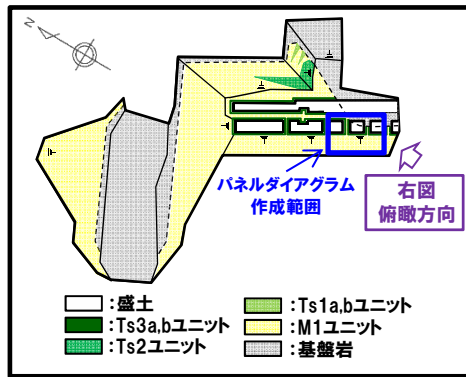 N
パネルダイアグラム
作成範囲
右図
俯瞰方向
:盛土
:Ts3a,bユニット
:Ts2ユニット
:Ts1a,bユニット
:M1ユニット
:基盤岩